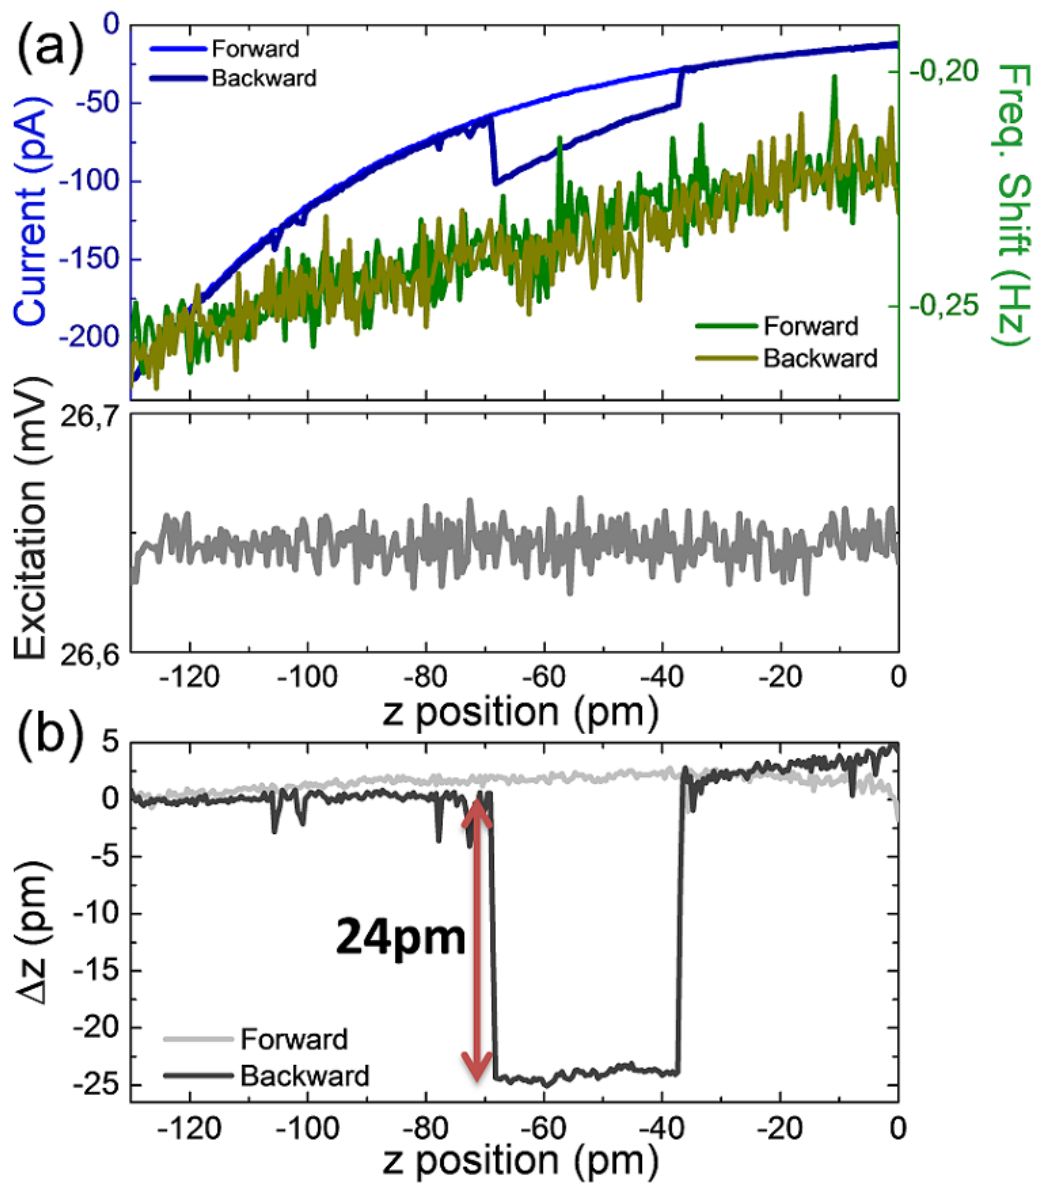 (a)
0
-50
-100
-150
-200
Current (pA)
Forward
Backward
-0,20
-0,25
Freq. Shift (Hz)
Forward
Backward
26,7
26,6
Excitation (mV)
-120 -100 -80 -60 -40 -20 0
z position (pm)
(b)
5
0
-5
-10
-15
-20
-25
Δz (pm)
24pm
Forward
Backward
-120 -100 -80 -60 -40 -20 0
z position (pm)